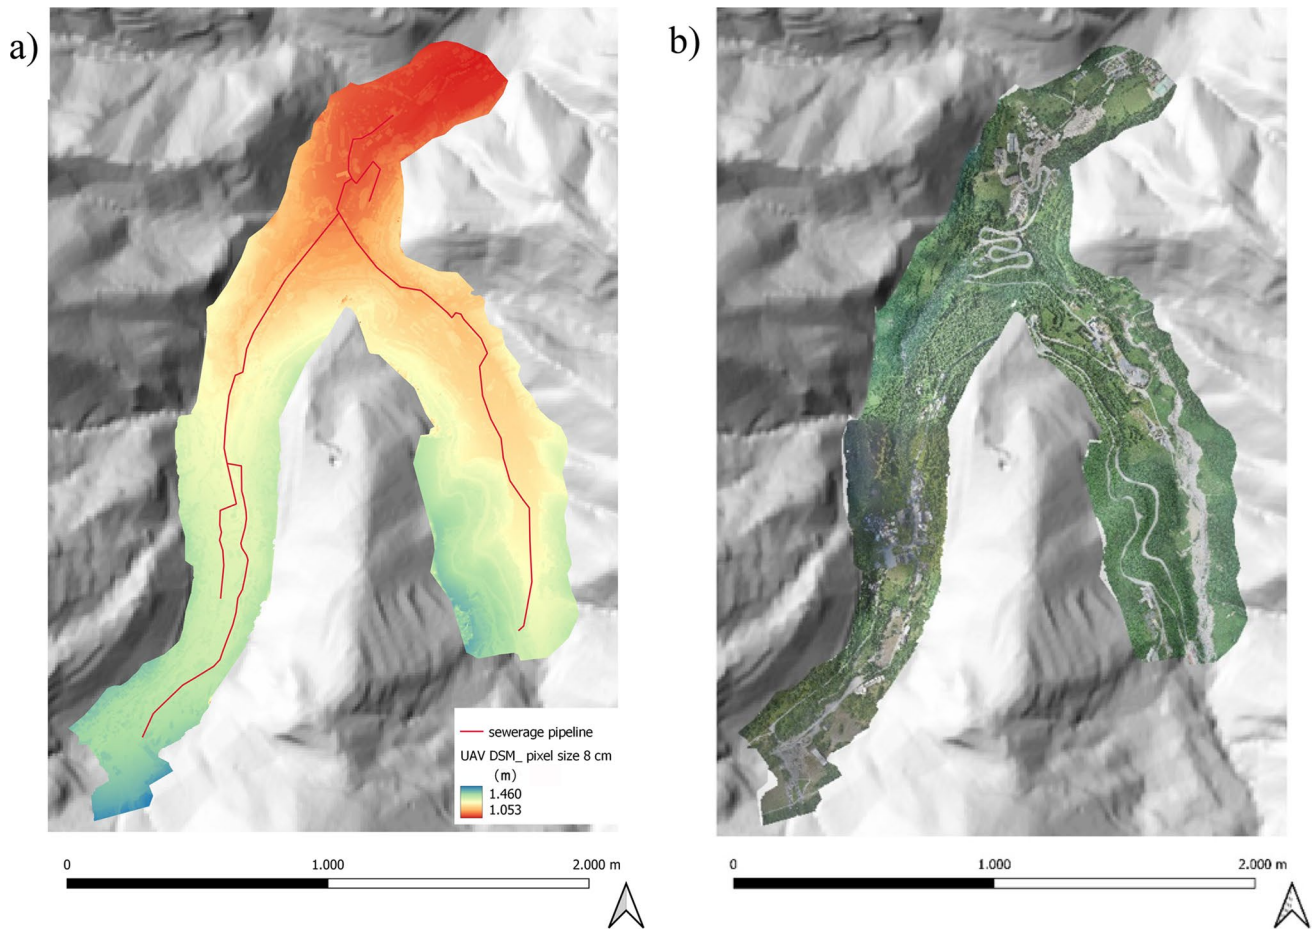 a)
sewerage pipeline
UAV DSM_ pixel size 8 cm
(m)
1.460
1.053
0 1.000 2.000 m
b)
0 1.000 2.000 m